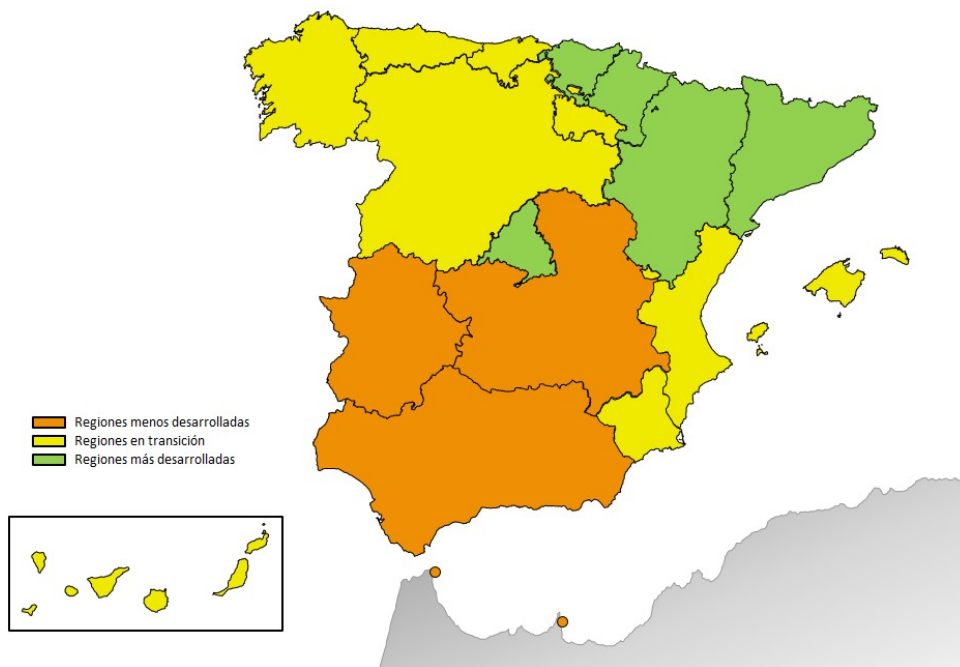 Regiones menos desarrolladas
Regiones en transición
Regiones más desarrolladas